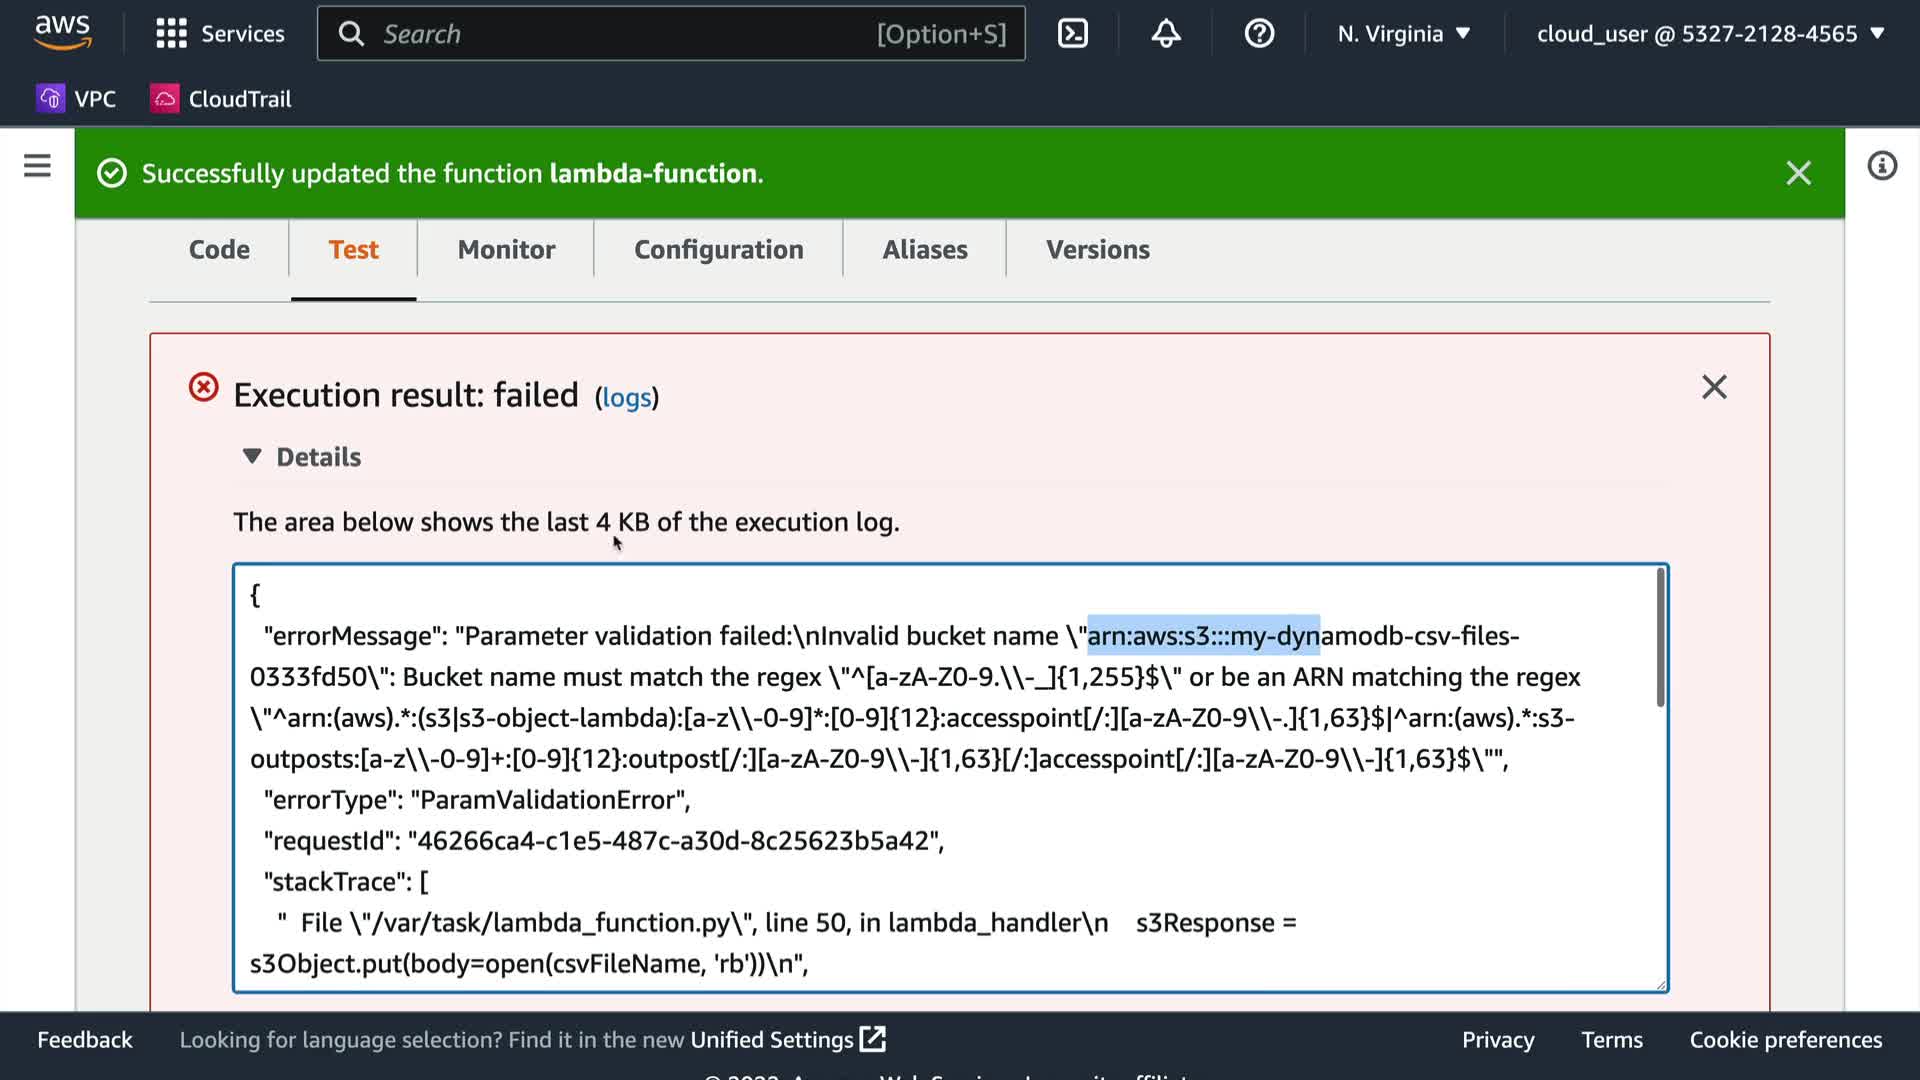 aws
Services
Search
[Option+S]
N. Virginia
cloud_user @ 5327-2128-4565
VPC
CloudTrail
Successfully updated the function lambda-function.
Code
Test
Monitor
Configuration
Aliases
Versions
Execution result: failed (logs)
Details
The area below shows the last 4 KB of the execution log.
{
"errorMessage": "Parameter validation failed:\nInvalid bucket name \"arn:aws:s3:::my-dynamodb-csv-files-
0333fd50\": Bucket name must match the regex \"^[a-zA-Z0-9.\\-_]{1,255}$\" or be an ARN matching the regex
\"^arn:(aws).*:(s3|s3-object-lambda):[a-z\\-0-9]*:[0-9]{12}:accesspoint[/:][a-zA-Z0-9\\-.]{1,63}$|^arn:(aws).*:s3-
outposts:[a-z\\-0-9]+:[0-9]{12}:outpost[/:][a-zA-Z0-9\\-]{1,63}[/:]accesspoint[/:][a-zA-Z0-9\\-]{1,63}$\"",
"errorType": "ParamValidationError",
"requestId": "46266ca4-c1e5-487c-a30d-8c25623b5a42",
"stackTrace": [
"  File \"/var/task/lambda_function.py\", line 50, in lambda_handler\n    s3Response =
s3Object.put(body=open(csvFileName, 'rb'))\n",
Feedback
Looking for language selection? Find it in the new Unified Settings
Privacy
Terms
Cookie preferences